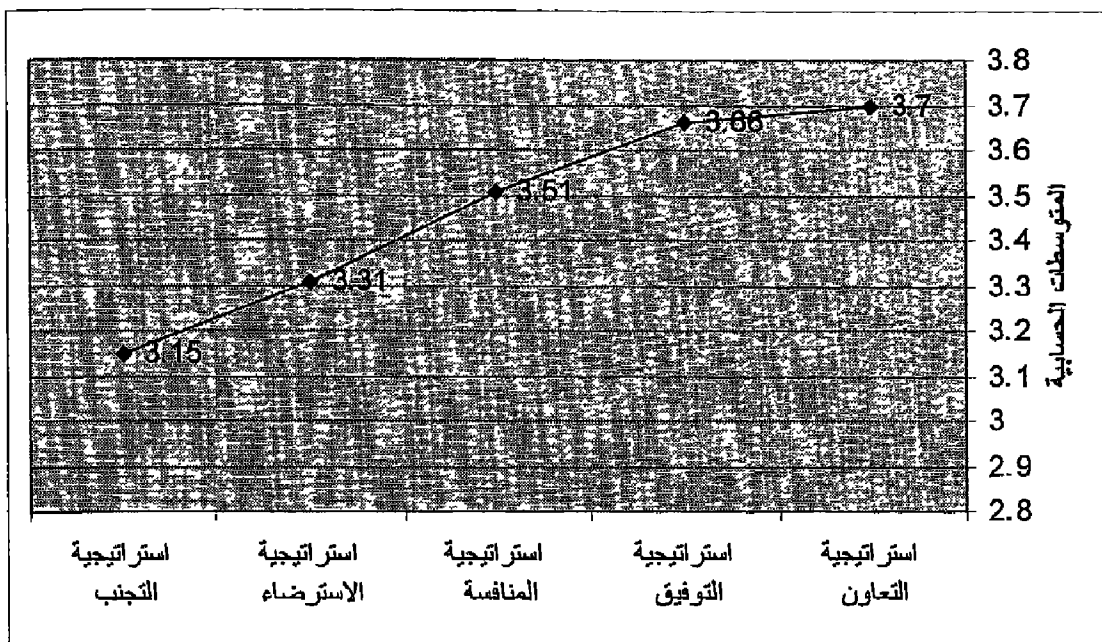 3.8
3.7
3.6
3.5
3.4
3.3
3.2
3.1
3
2.9
2.8
المتوسطات الحسابية
3.7
3.66
3.51
3.31
3.15
استراتيجية
التعاون
استراتيجية
التوفيق
استراتيجية
المنافسة
استراتيجية
الاسترضاء
استراتيجية
التجنب